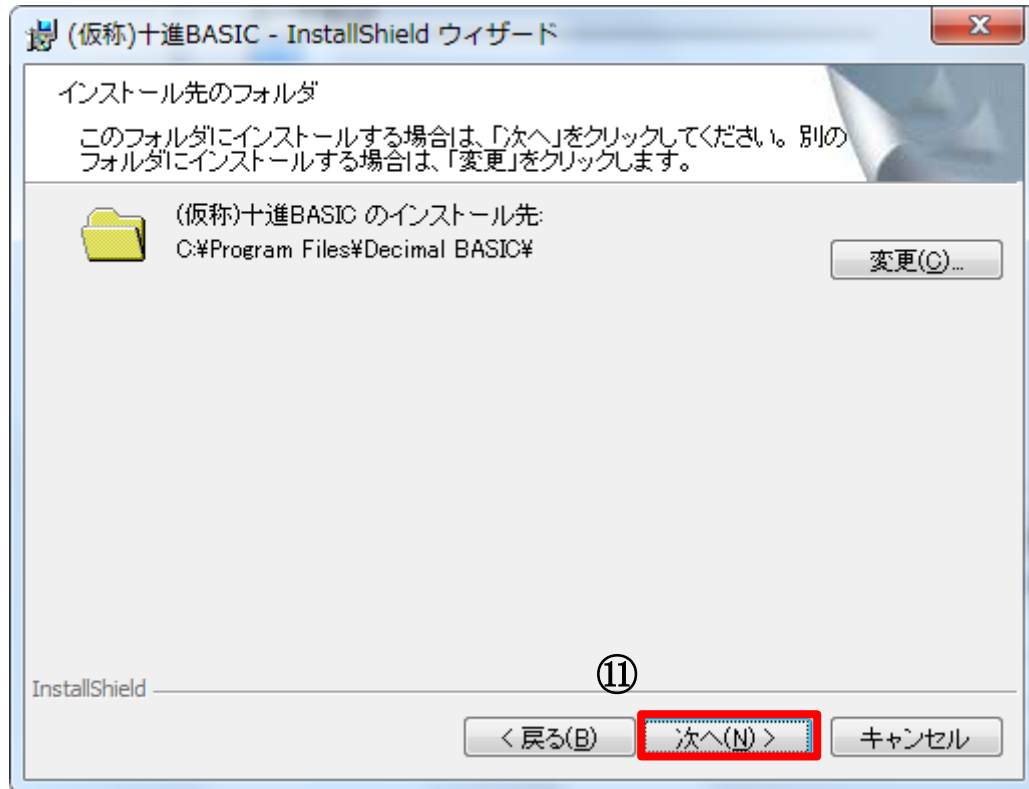 (仮称)十進BASIC - InstallShield ウィザード
インストール先のフォルダ
このフォルダにインストールする場合は、「次へ」をクリックしてください。別の
フォルダにインストールする場合は、「変更」をクリックします。
(仮称)十進BASIC のインストール先:
C:¥Program Files¥Decimal BASIC¥
変更(C)...
⑪
InstallShield
< 戻る(B)
次へ(N) >
キャンセル